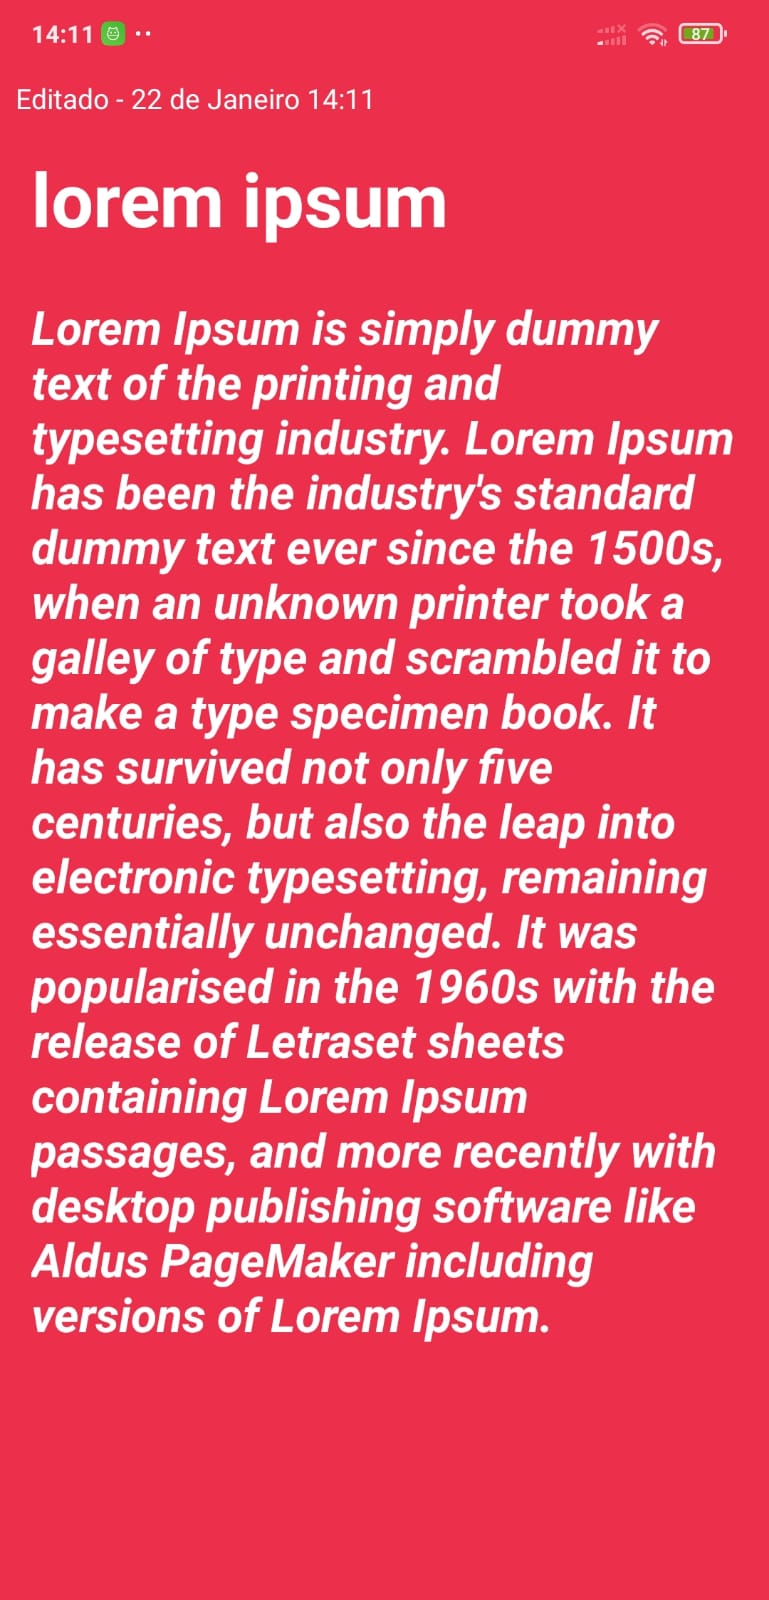 14:11
87
Editado - 22 de Janeiro 14:11
lorem ipsum
Lorem Ipsum is simply dummy
text of the printing and
typesetting industry. Lorem Ipsum
has been the industry's standard
dummy text ever since the 1500s,
when an unknown printer took a
galley of type and scrambled it to
make a type specimen book. It
has survived not only five
centuries, but also the leap into
electronic typesetting, remaining
essentially unchanged. It was
popularised in the 1960s with the
release of Letraset sheets
containing Lorem Ipsum
passages, and more recently with
desktop publishing software like
Aldus PageMaker including
versions of Lorem Ipsum.